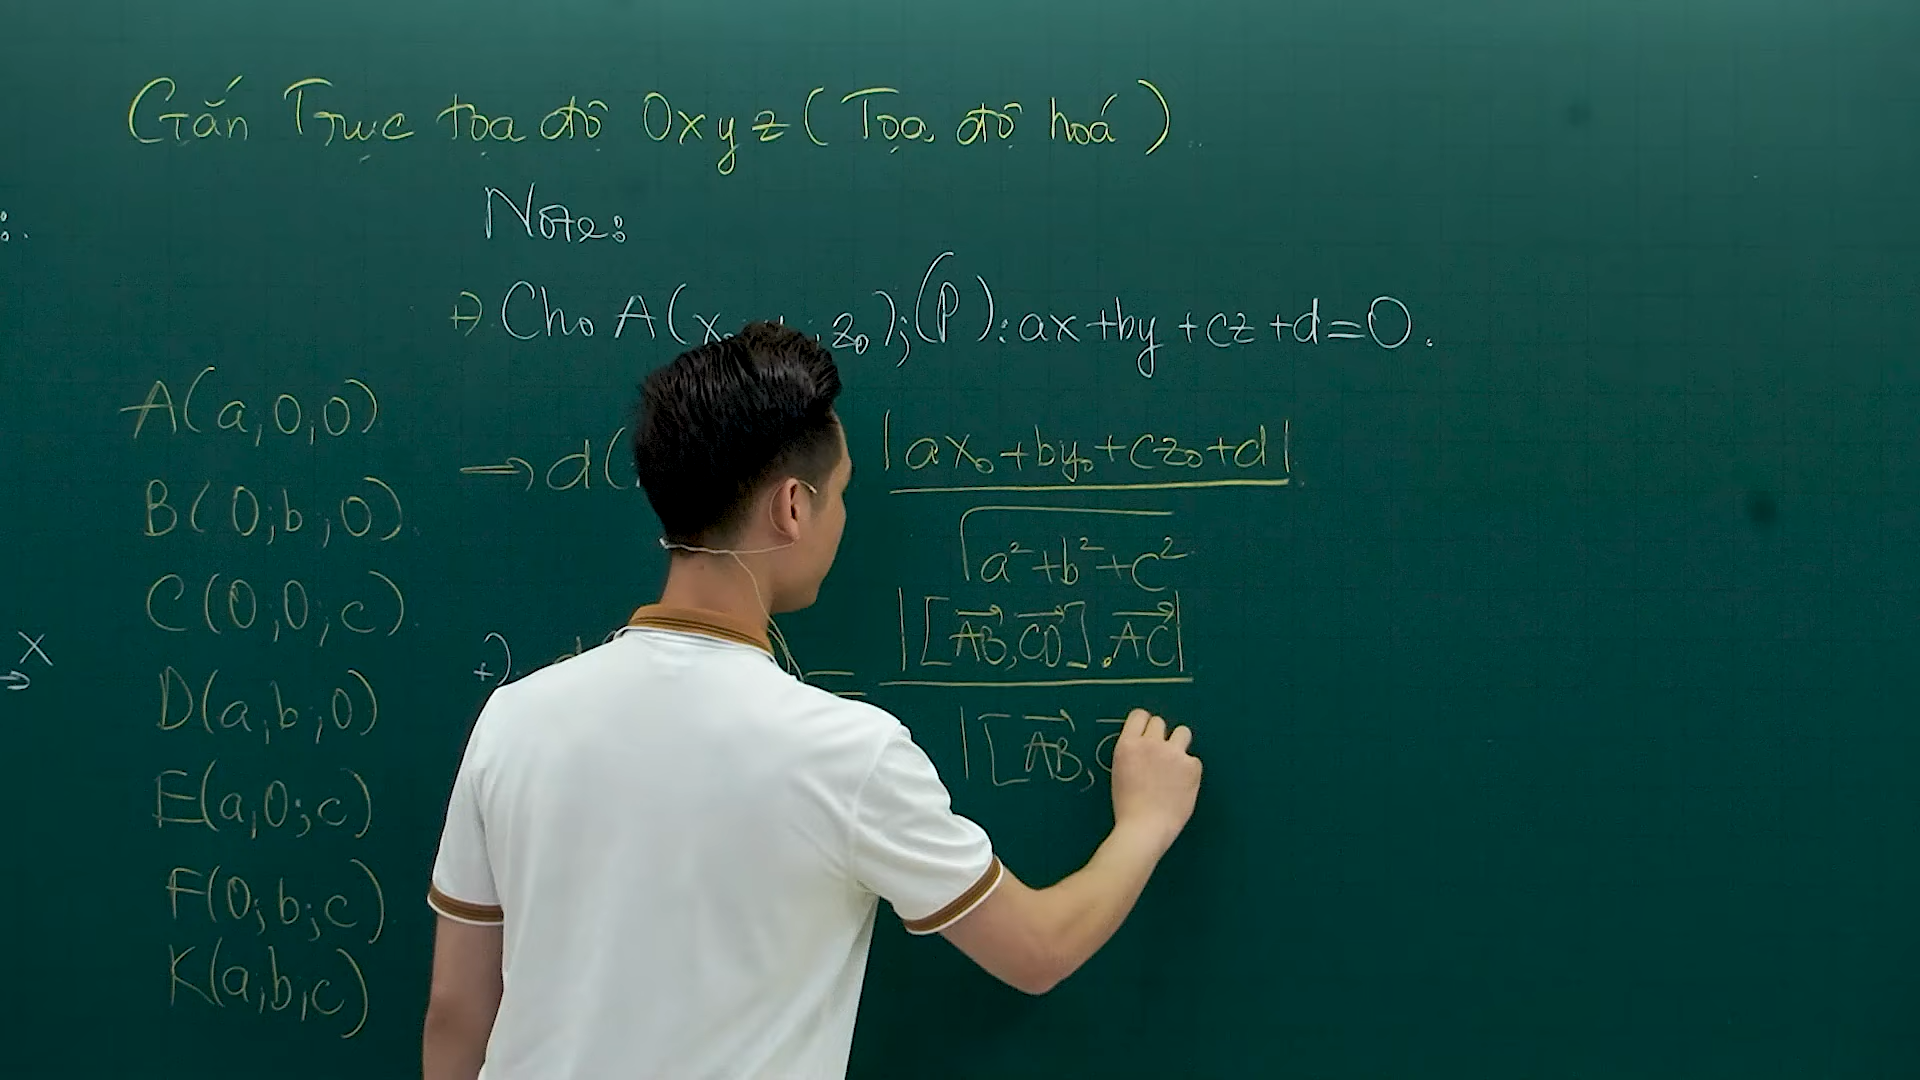 Gắn Trục tọa độ Oxyz (Tọa độ hoá)
Note:
+) Cho A(x₀ z₀); (P): ax+by+cz+d=0.
A(a,0,0)
B(0;b,0)
C(0;0;c)
D(a,b,0)
E(a,0;c)
F(0;b;c)
K(a;b;c)
→ d( |ax₀+by₀+cz₀+d|
√a²+b²+c²
+) d = |[AB,CD].AC|
|[AB,
x